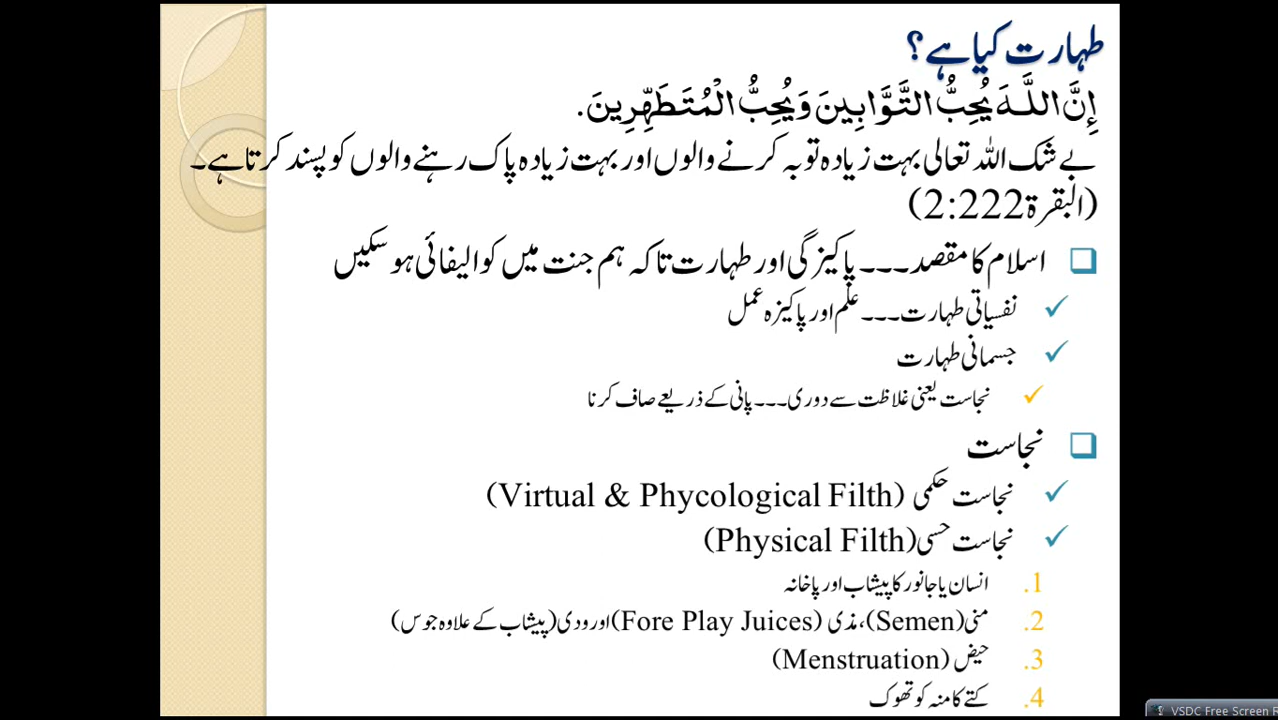 طہارت کیا ہے؟
إِنَّ اللَّـهَ يُحِبُّ التَّوَّابِينَ وَيُحِبُّ الْمُتَطَهِّرِينَ.
بے شک اللہ تعالی بہت زیادہ توبہ کرنے والوں اور بہت زیادہ پاک رہنے والوں کو پسند کرتا ہے۔
(البقرۃ 2:222)
اسلام کا مقصد۔۔۔ پاکیزگی اور طہارت تاکہ ہم جنت میں کوالیفائی ہو سکیں
نفسیاتی طہارت۔۔۔ علم اور پاکیزہ عمل
جسمانی طہارت
نجاست یعنی غلاظت سے دوری۔۔۔ پانی کے ذریعے صاف کرنا
نجاست
نجاست حکمی (Virtual & Phycological Filth)
نجاست حسی (Physical Filth)
1. انسان یا جانور کا پیشاب اور پاخانہ
2. منی (Semen)، مذی (Fore Play Juices) اور ودی (پیشاب کے علاوہ جوس)
3. حیض (Menstruation)
4. کتے کا منہ کو تھوک
VSDC Free Screen R